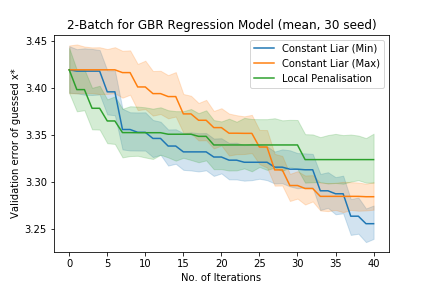 2-Batch for GBR Regression Model (mean, 30 seed)
Constant Liar (Min)
Constant Liar (Max)
Local Penalisation
Validation error of guessed x*
3.45
3.40
3.35
3.30
3.25
0 5 10 15 20 25 30 35 40
No. of Iterations